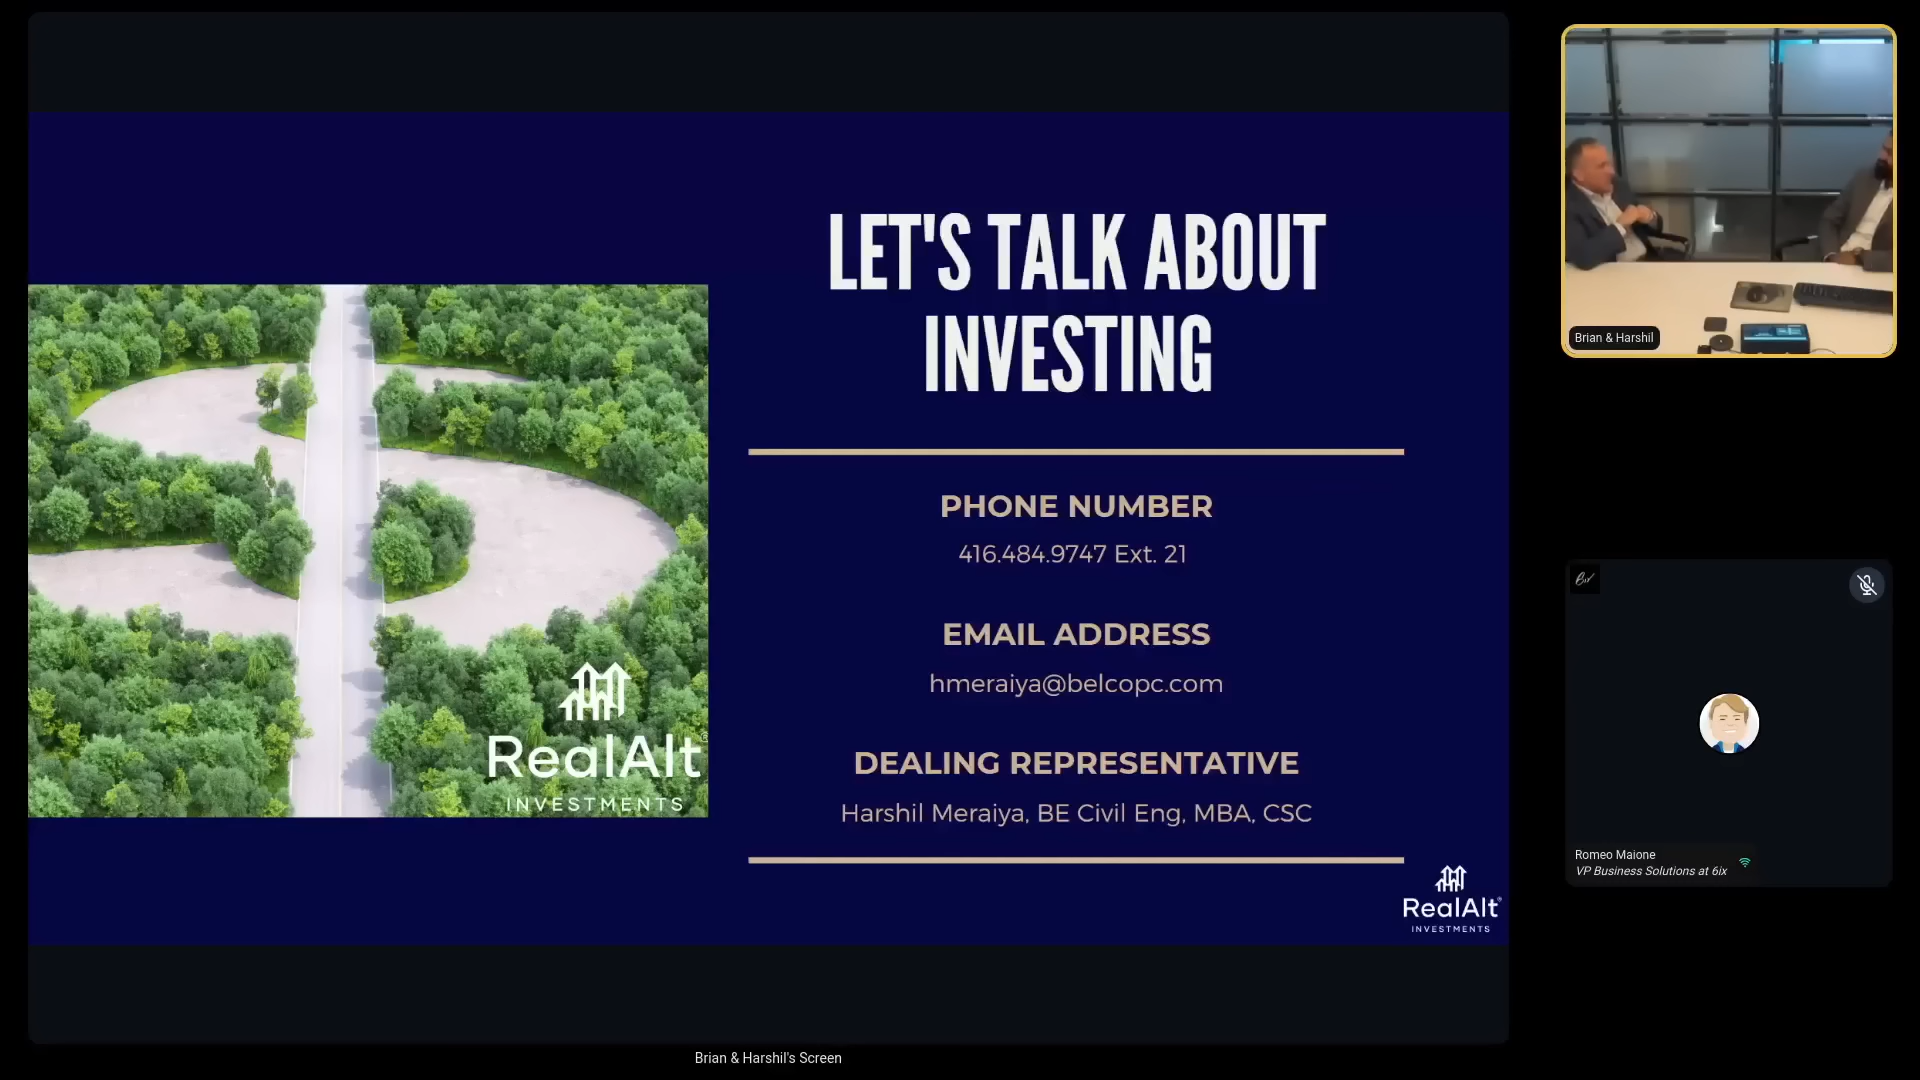 LET'S TALK ABOUT
INVESTING
PHONE NUMBER
416.484.9747 Ext. 21
EMAIL ADDRESS
hmeraiya@belcopc.com
DEALING REPRESENTATIVE
Harshil Meraiya, BE Civil Eng, MBA, CSC
RealAlt®
INVESTMENTS
RealAlt®
INVESTMENTS
Brian & Harshil's Screen
Brian & Harshil
Romeo Maione
VP Business Solutions at 6ix